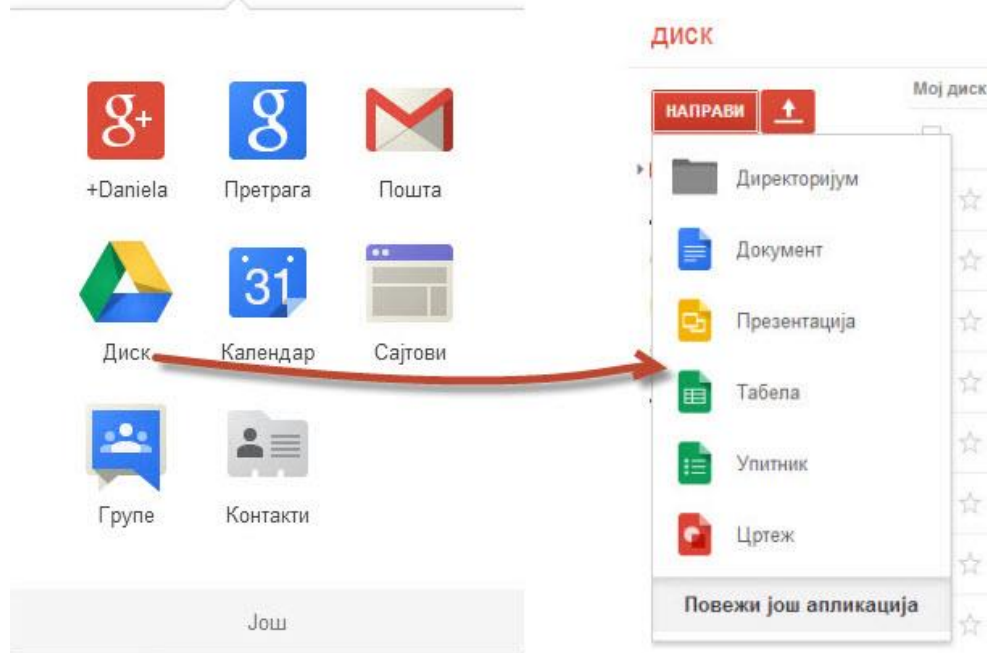 +Daniela
Претрага
Пошта
31
Диск
Календар
Сајтови
Групе
Контакти
Још
диск
НАПРАВИ
Мој диск
Директоријум
Документ
Презентација
Табела
Упитник
Цртеж
Повежи још апликација